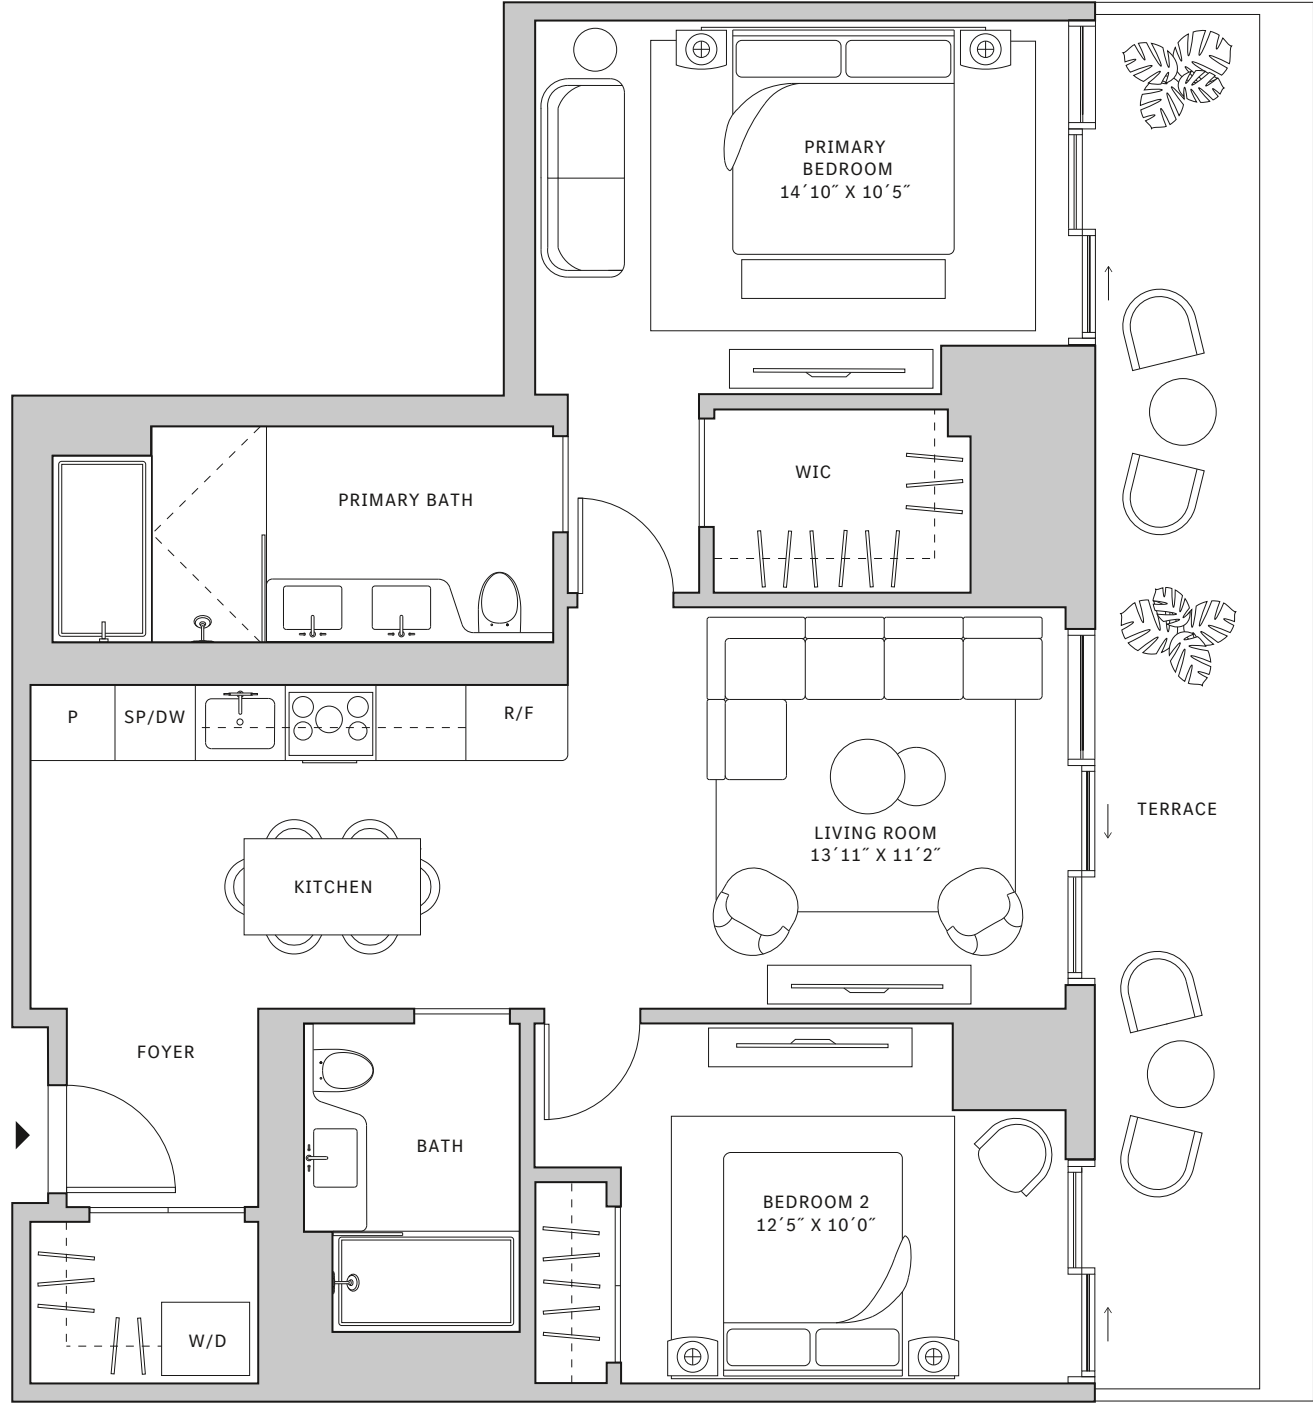 PRIMARY
BEDROOM
14´10˝ X 10´5˝
WIC
PRIMARY BATH
P
SP/DW
R/F
LIVING ROOM
13´11˝ X 11´2˝
TERRACE
KITCHEN
FOYER
BATH
BEDROOM 2
12´5˝ X 10´0˝
W/D